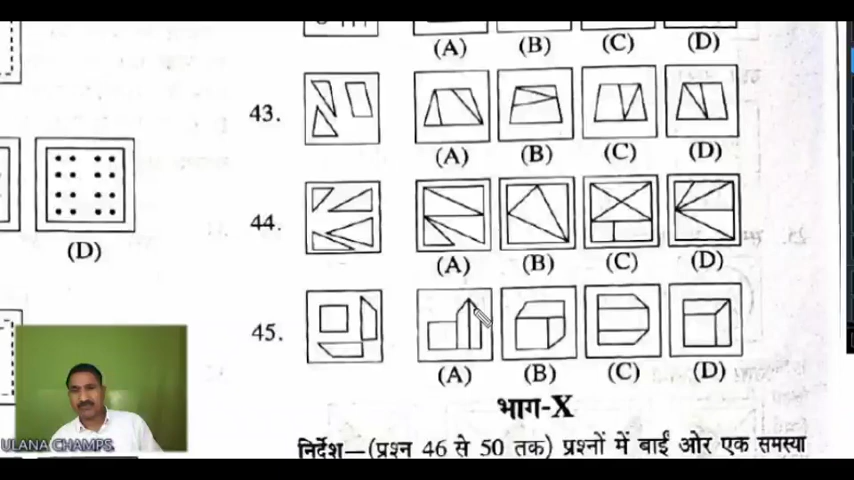 (A) (B) (C) (D)
43.
(A) (B) (C) (D)
(D)
44.
(A) (B) (C) (D)
45.
(A) (B) (C) (D)
भाग-X
ULANA CHAMPS
निर्देश—(प्रश्न 46 से 50 तक) प्रश्नों में बाईं ओर एक समस्या